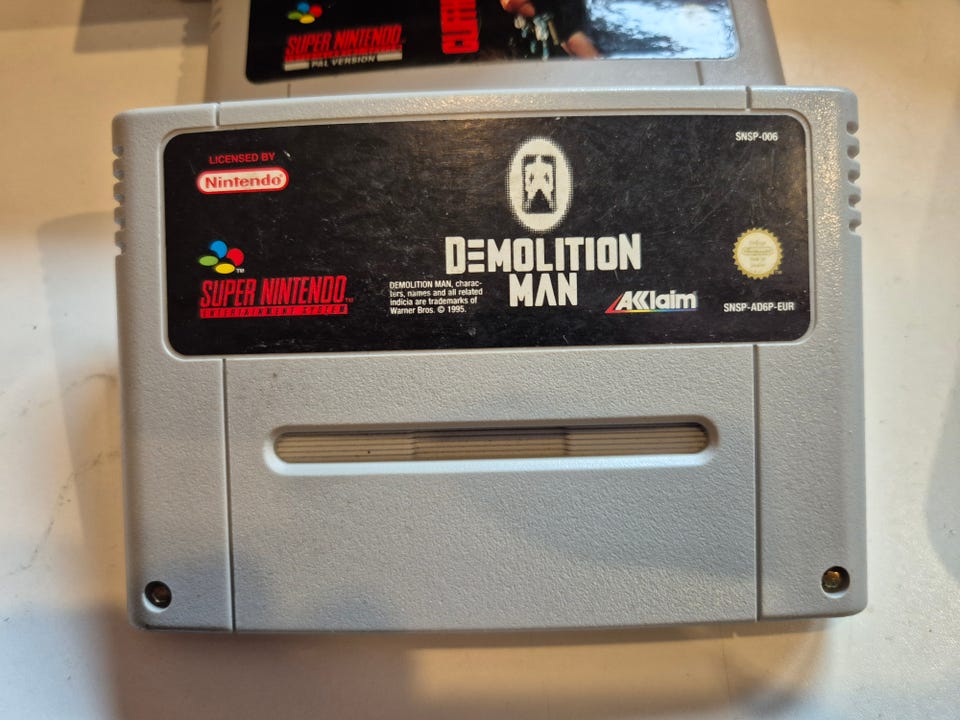 SUPER NINTENDO
PAL VERSION
LICENSED BY
Nintendo
SNSP-006
DEMOLITION
MAN
SUPER NINTENDO TM
ENTERTAINMENT SYSTEM
DEMOLITION MAN, charac-
ters, names and all related
indicia are trademarks of
Warner Bros. © 1995.
AKklaim
SNSP-AD6P-EUR